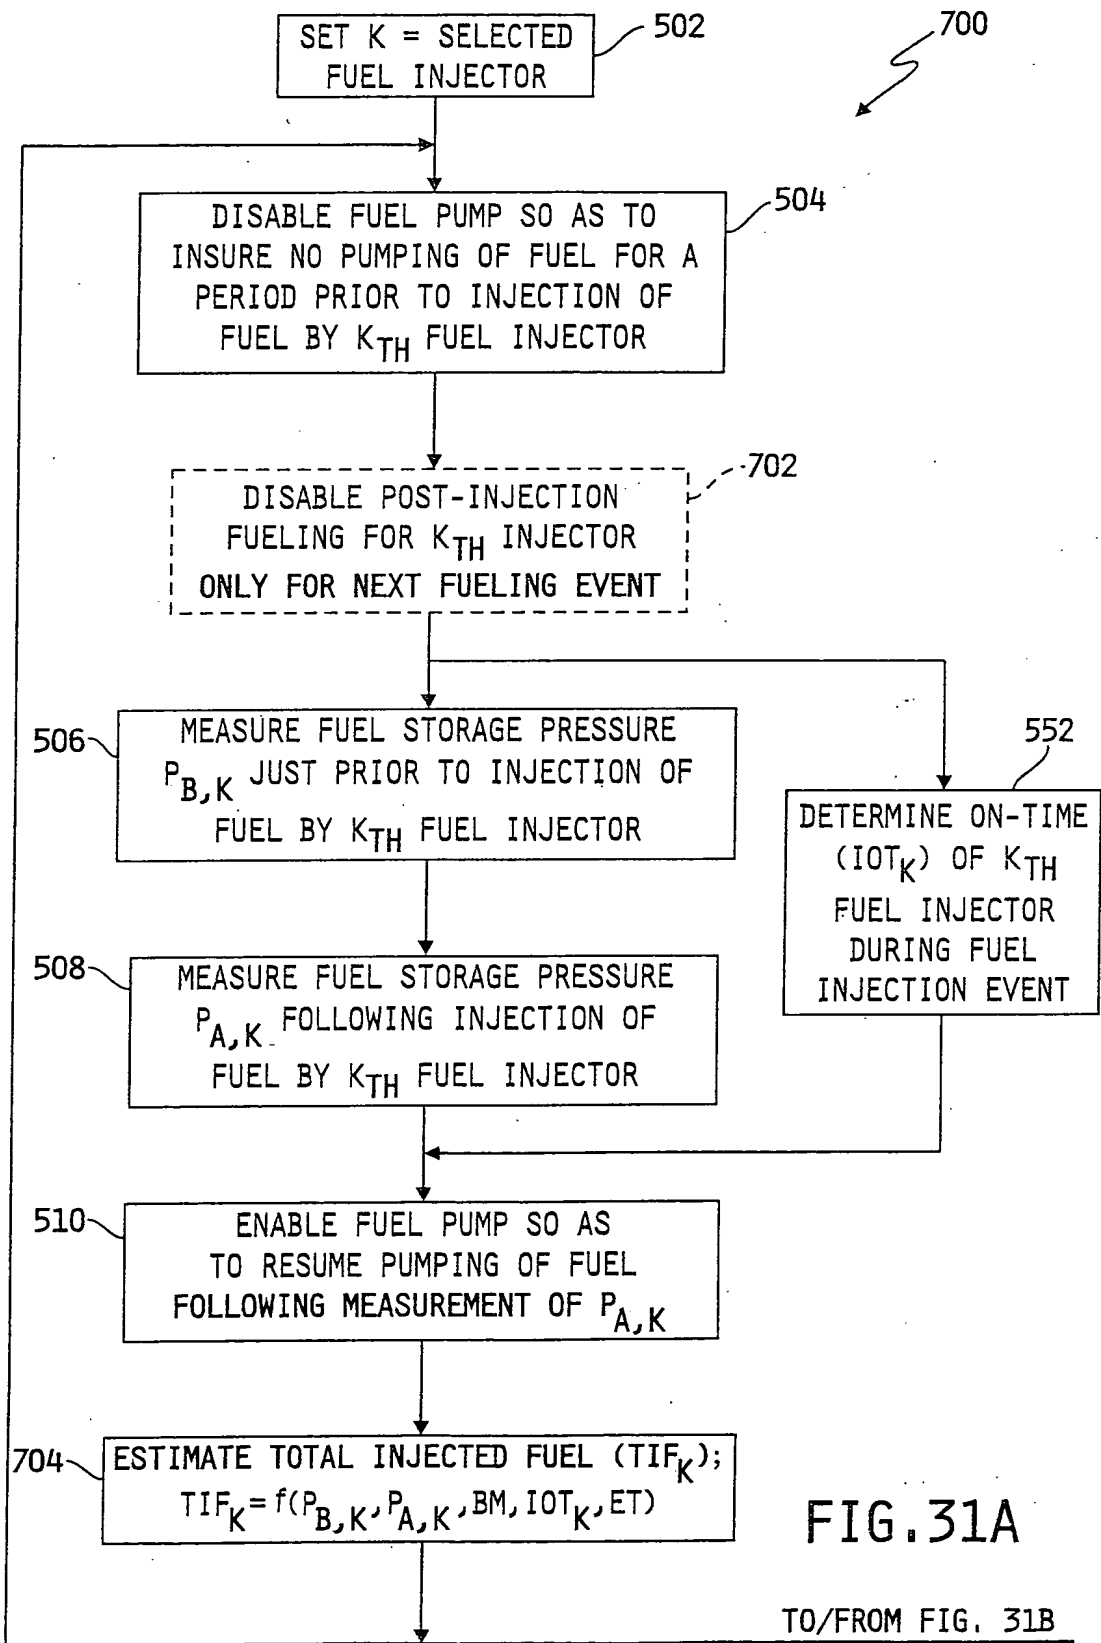 SET K = SELECTED
FUEL INJECTOR
502
700
DISABLE FUEL PUMP SO AS TO
INSURE NO PUMPING OF FUEL FOR A
PERIOD PRIOR TO INJECTION OF
FUEL BY KTH FUEL INJECTOR
504
DISABLE POST-INJECTION
FUELING FOR KTH INJECTOR
ONLY FOR NEXT FUELING EVENT
702
506
MEASURE FUEL STORAGE PRESSURE
PB,K JUST PRIOR TO INJECTION OF
FUEL BY KTH FUEL INJECTOR
552
DETERMINE ON-TIME
(IOTK) OF KTH
FUEL INJECTOR
DURING FUEL
INJECTION EVENT
508
MEASURE FUEL STORAGE PRESSURE
PA,K FOLLOWING INJECTION OF
FUEL BY KTH FUEL INJECTOR
510
ENABLE FUEL PUMP SO AS
TO RESUME PUMPING OF FUEL
FOLLOWING MEASUREMENT OF PA,K
704
ESTIMATE TOTAL INJECTED FUEL (TIFK);
TIFK = f(PB,K, PA,K, BM, IOTK, ET)
FIG.31A
TO/FROM FIG. 31B